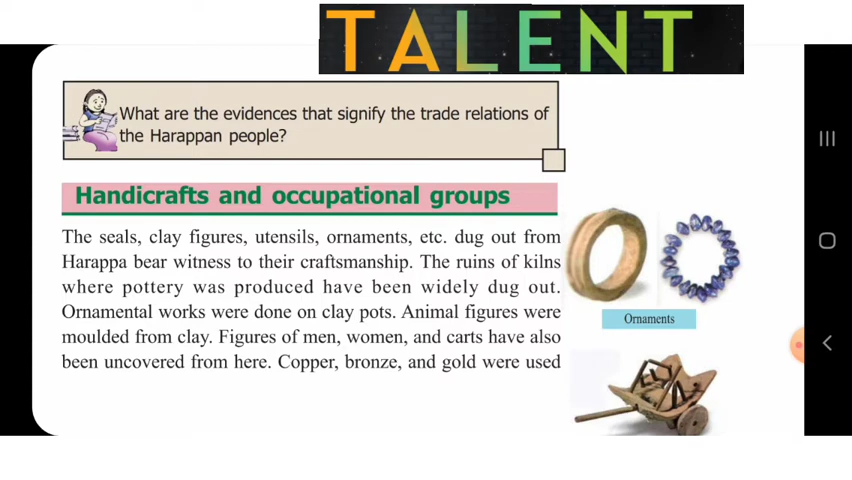 TALENT
What are the evidences that signify the trade relations of
the Harappan people?
Handicrafts and occupational groups
The seals, clay figures, utensils, ornaments, etc. dug out from
Harappa bear witness to their craftsmanship. The ruins of kilns
where pottery was produced have been widely dug out.
Ornamental works were done on clay pots. Animal figures were
moulded from clay. Figures of men, women, and carts have also
been uncovered from here. Copper, bronze, and gold were used
Ornaments